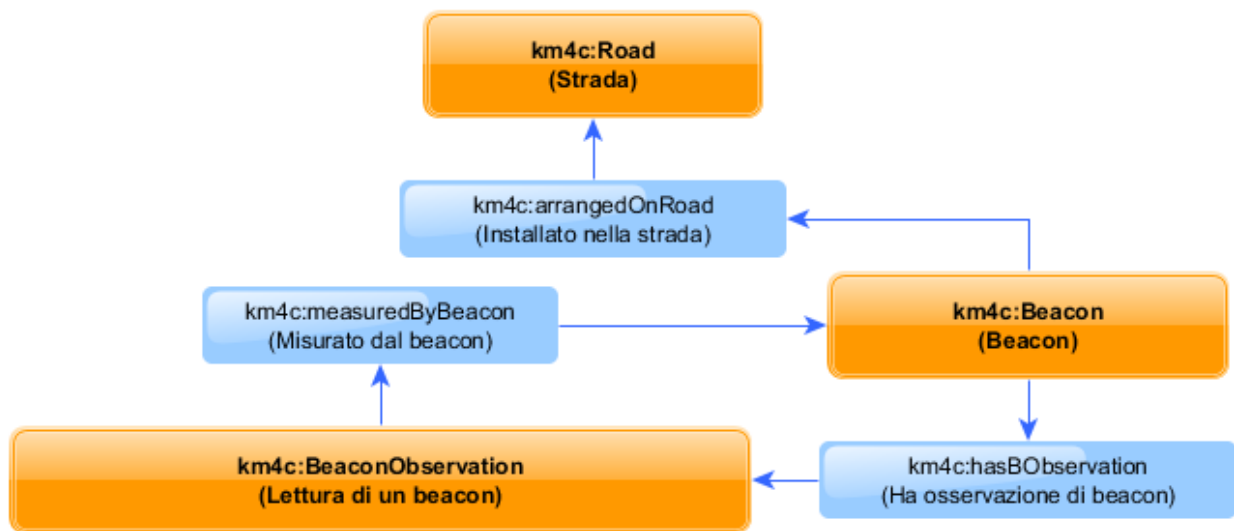 km4c:Road
(Strada)
km4c:arrangedOnRoad
(Installato nella strada)
km4c:measuredByBeacon
(Misurato dal beacon)
km4c:Beacon
(Beacon)
km4c:BeaconObservation
(Lettura di un beacon)
km4c:hasBObservation
(Ha osservazione di beacon)